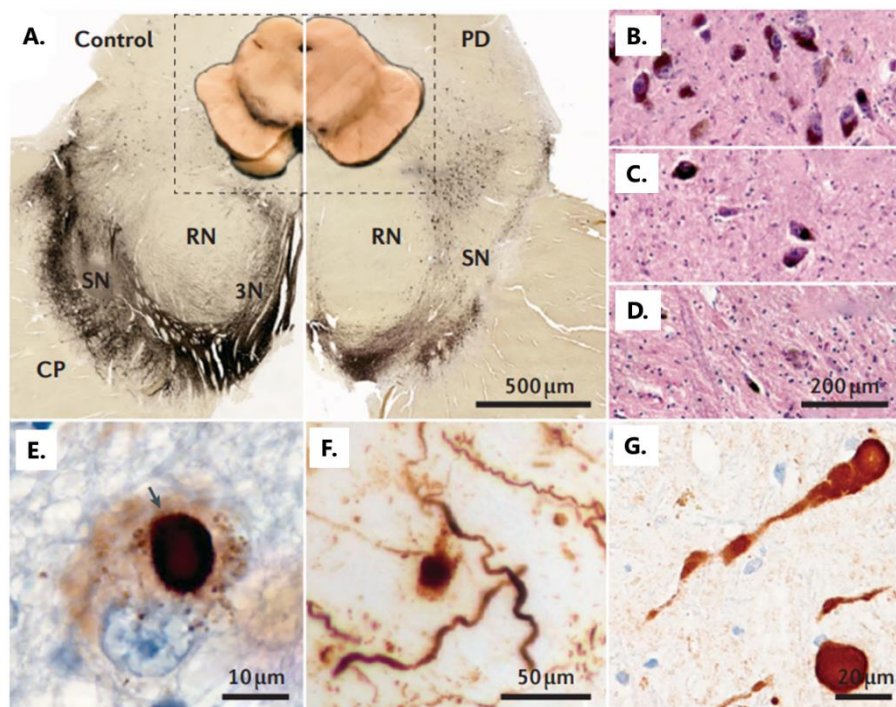 A.
Control
PD
RN
RN
SN
SN
3N
CP
500 μm
B.
C.
D.
200 μm
E.
10 μm
F.
50 μm
G.
20 μm